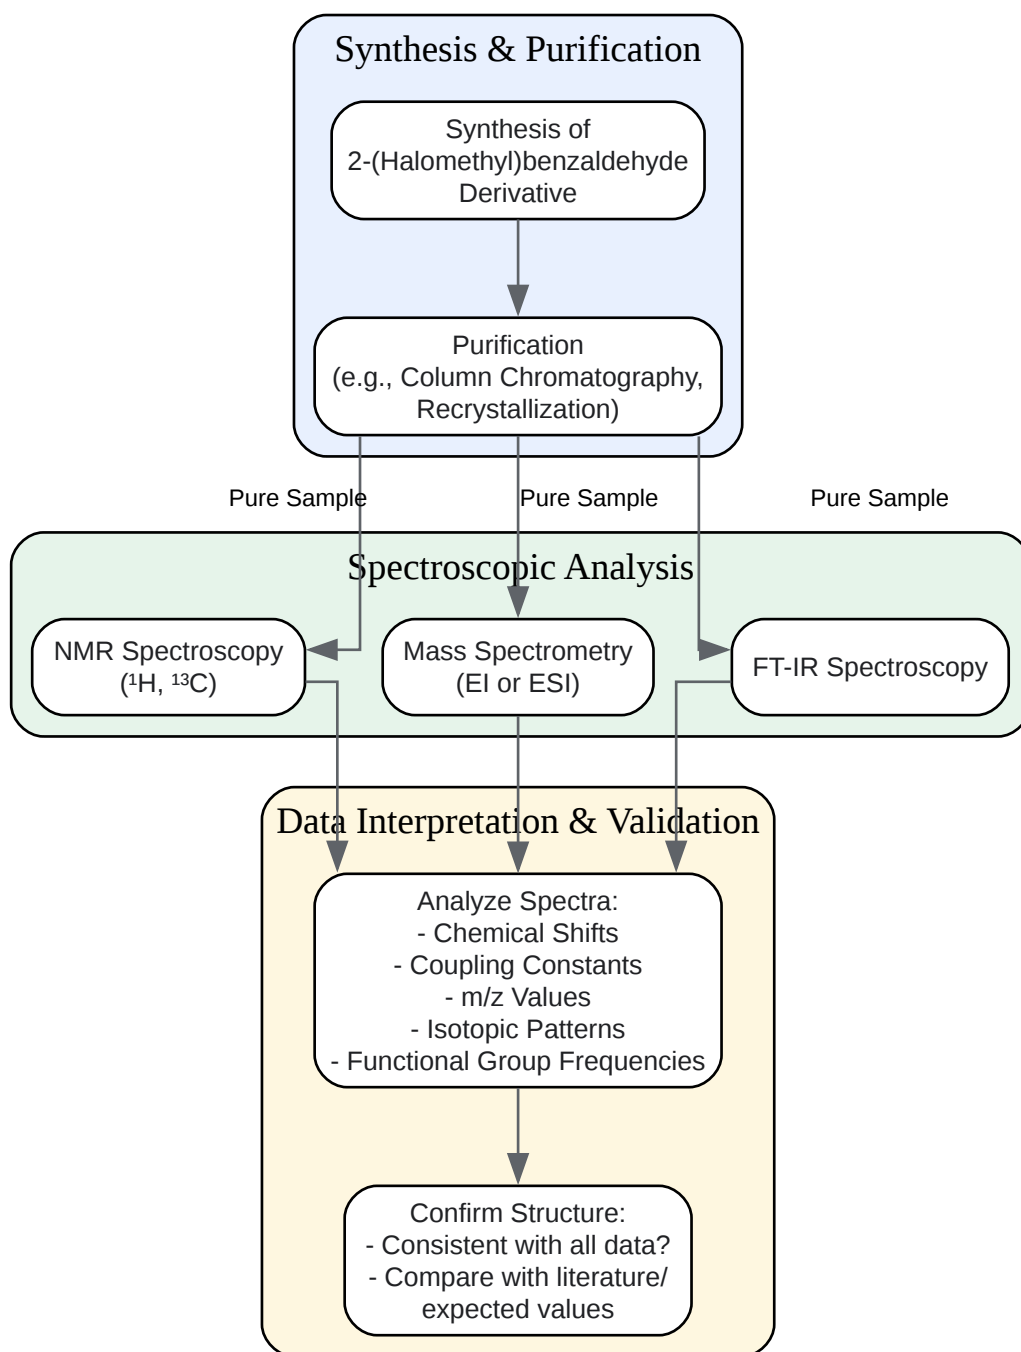 Synthesis & Purification
Synthesis of
2-(Halomethyl)benzaldehyde
Derivative
Purification
(e.g., Column Chromatography,
Recrystallization)
Pure Sample
Pure Sample
Pure Sample
Spectroscopic Analysis
NMR Spectroscopy
(¹H, ¹³C)
Mass Spectrometry
(EI or ESI)
FT-IR Spectroscopy
Data Interpretation & Validation
Analyze Spectra:
- Chemical Shifts
- Coupling Constants
- m/z Values
- Isotopic Patterns
- Functional Group Frequencies
Confirm Structure:
- Consistent with all data?
- Compare with literature/
expected values